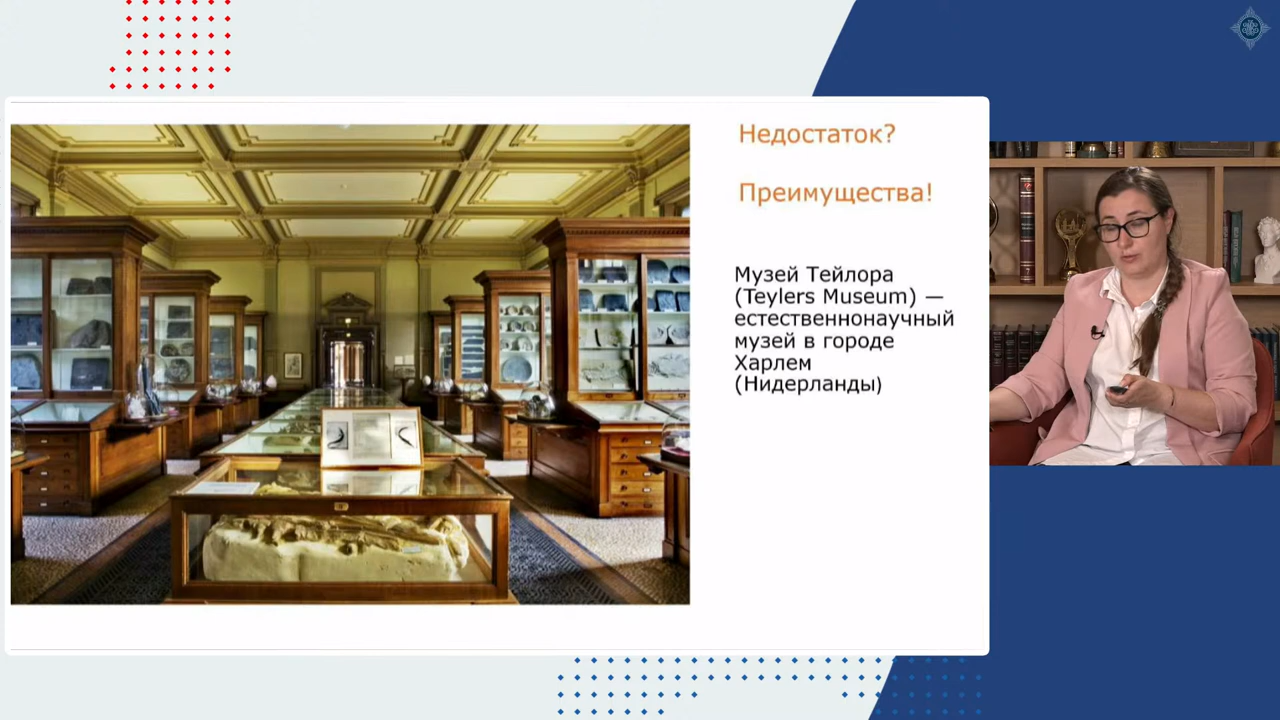 Недостаток?
Преимущества!
Музей Тейлора
(Teylers Museum) —
естественнонаучный
музей в городе
Харлем
(Нидерланды)